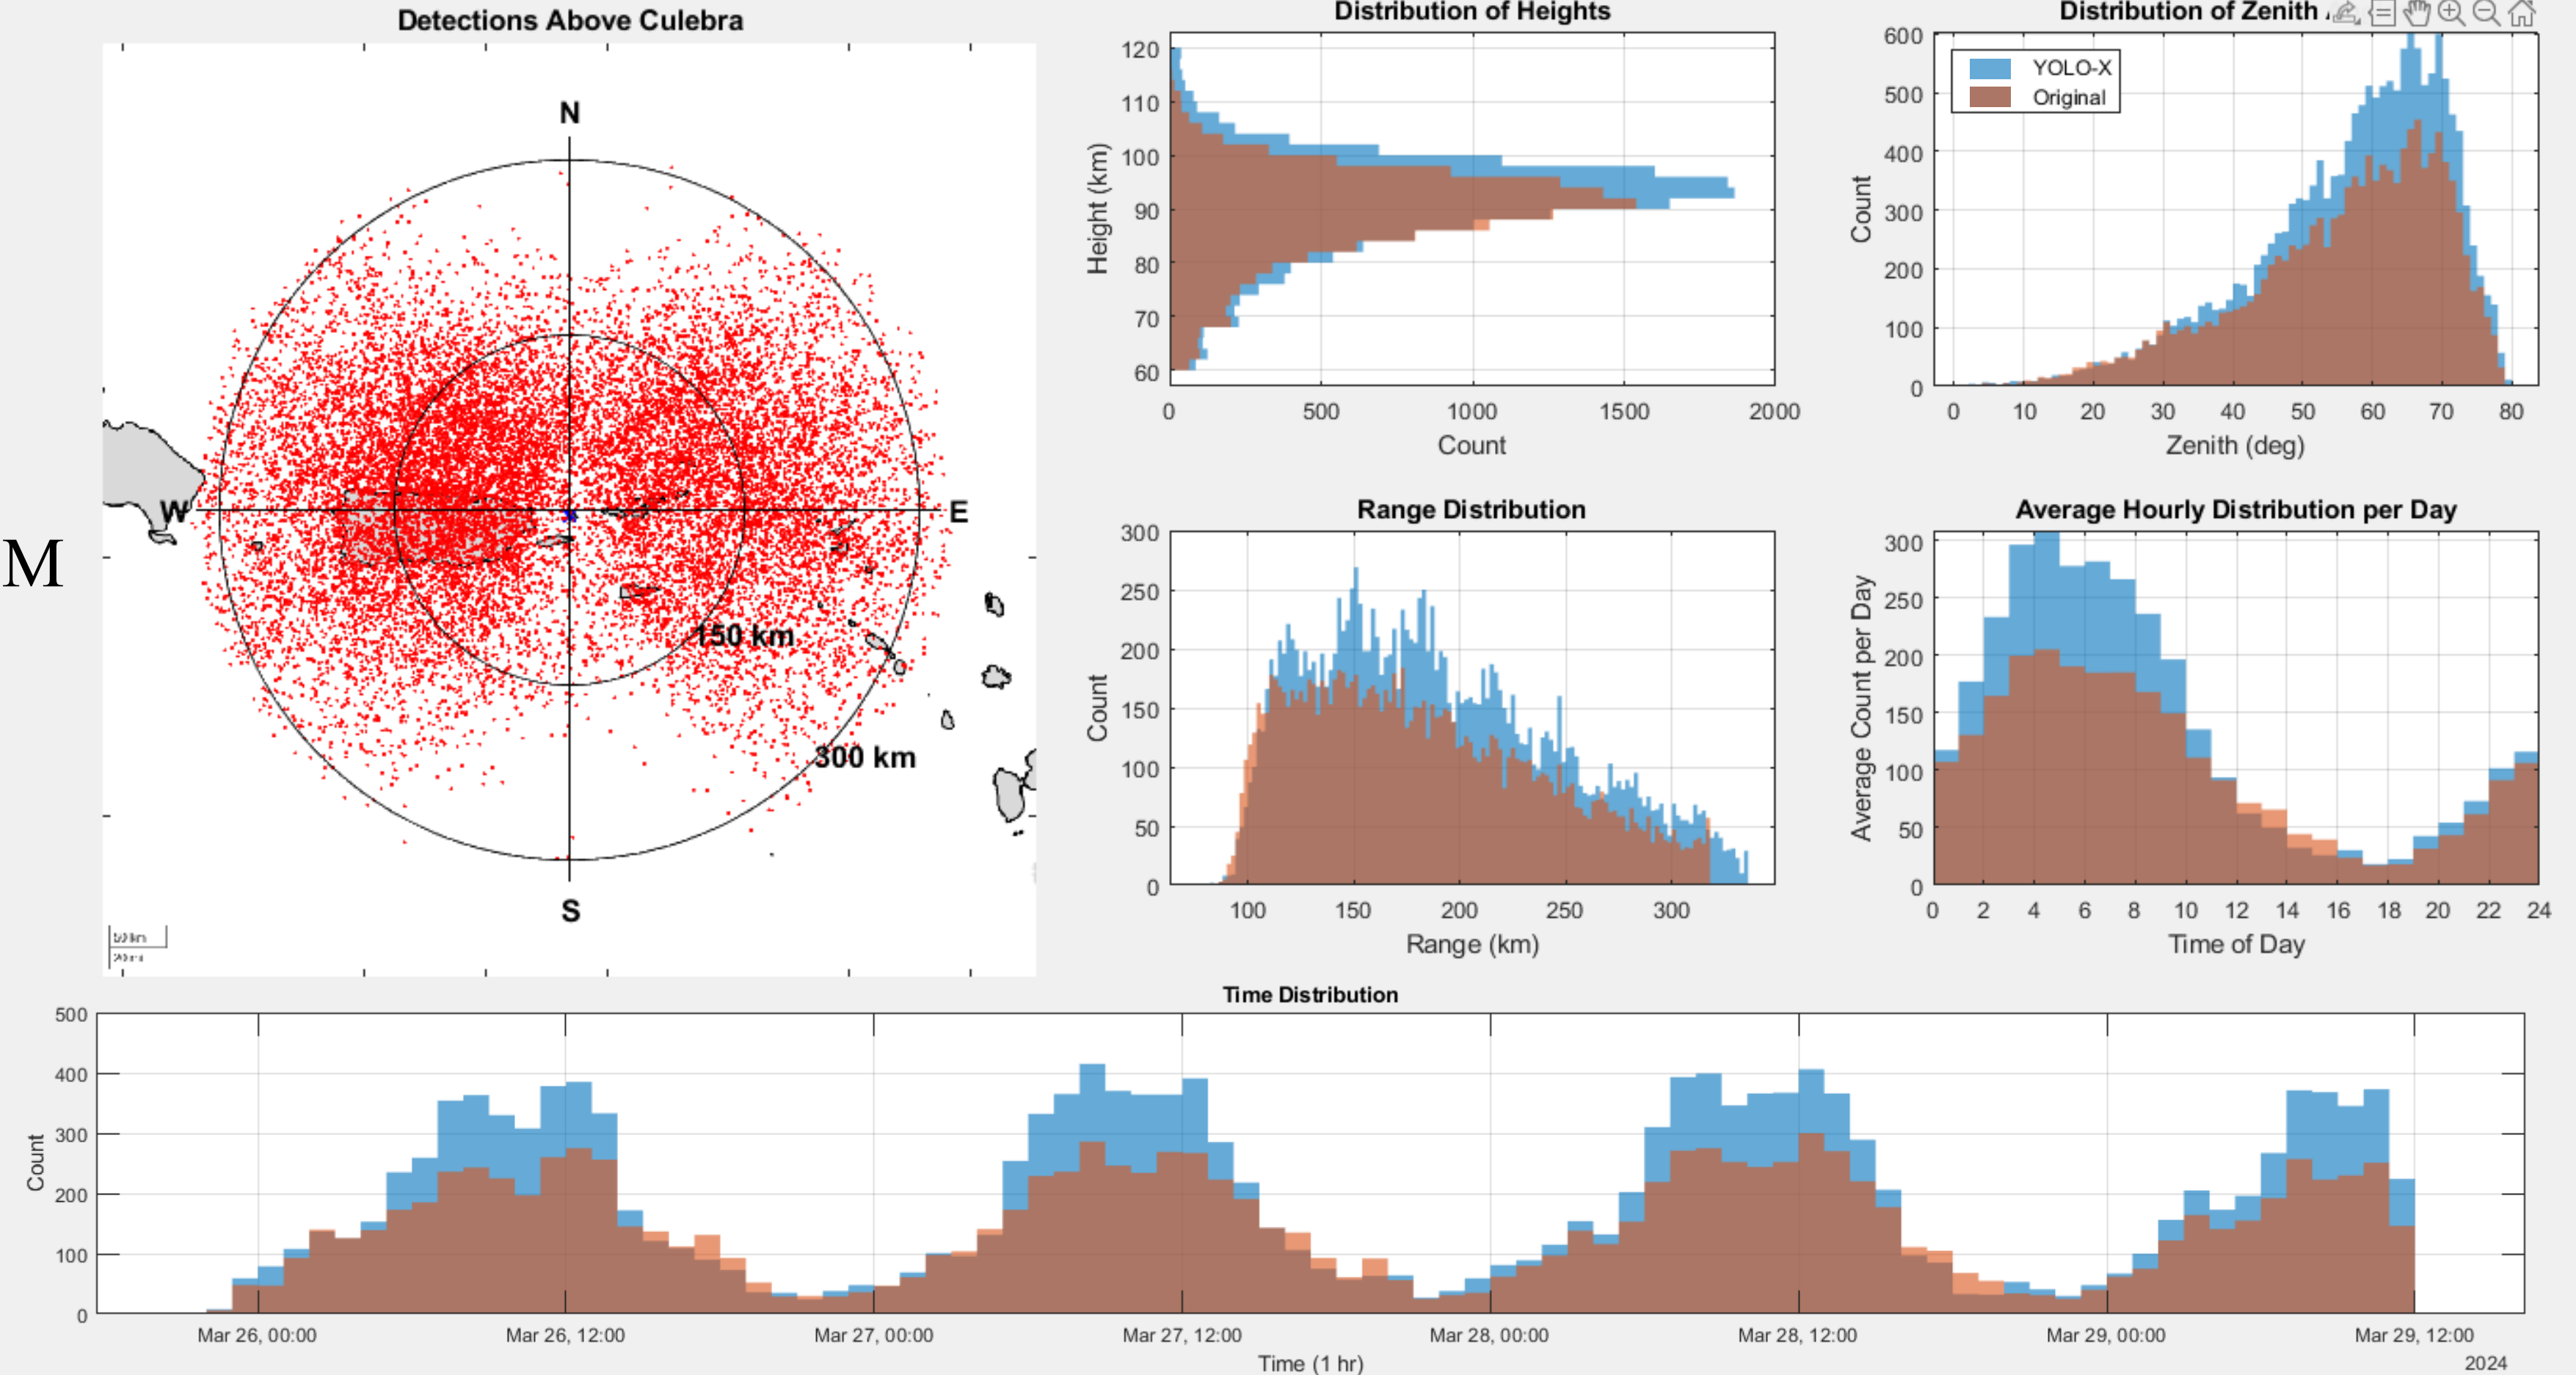 Detections Above Culebra
N
W
E
S
150 km
300 km
50 km
20 mi
M
Distribution of Heights
120
110
100
90
80
70
60
Height (km)
0 500 1000 1500 2000
Count
Distribution of Zenith
YOLO-X
Original
600
500
400
300
200
100
0
Count
0 10 20 30 40 50 60 70 80
Zenith (deg)
Range Distribution
300
250
200
150
100
50
0
Count
100 150 200 250 300
Range (km)
Average Hourly Distribution per Day
300
250
200
150
100
50
0
Average Count per Day
0 2 4 6 8 10 12 14 16 18 20 22 24
Time of Day
Time Distribution
500
400
300
200
100
0
Count
Mar 26, 00:00 Mar 26, 12:00 Mar 27, 00:00 Mar 27, 12:00 Mar 28, 00:00 Mar 28, 12:00 Mar 29, 00:00 Mar 29, 12:00
Time (1 hr)
2024